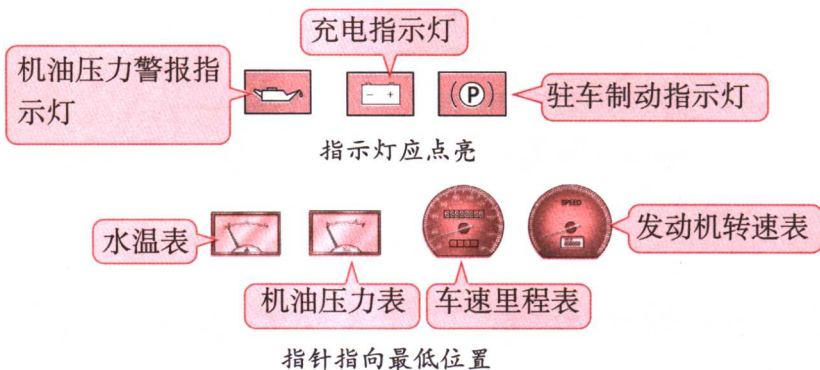 充电指示灯
机油压力警报指
示灯
驻车制动指示灯
P
指示灯应点亮
SPEED
水温表
发动机转速表
机油压力表
车速里程表
指针指向最低位置